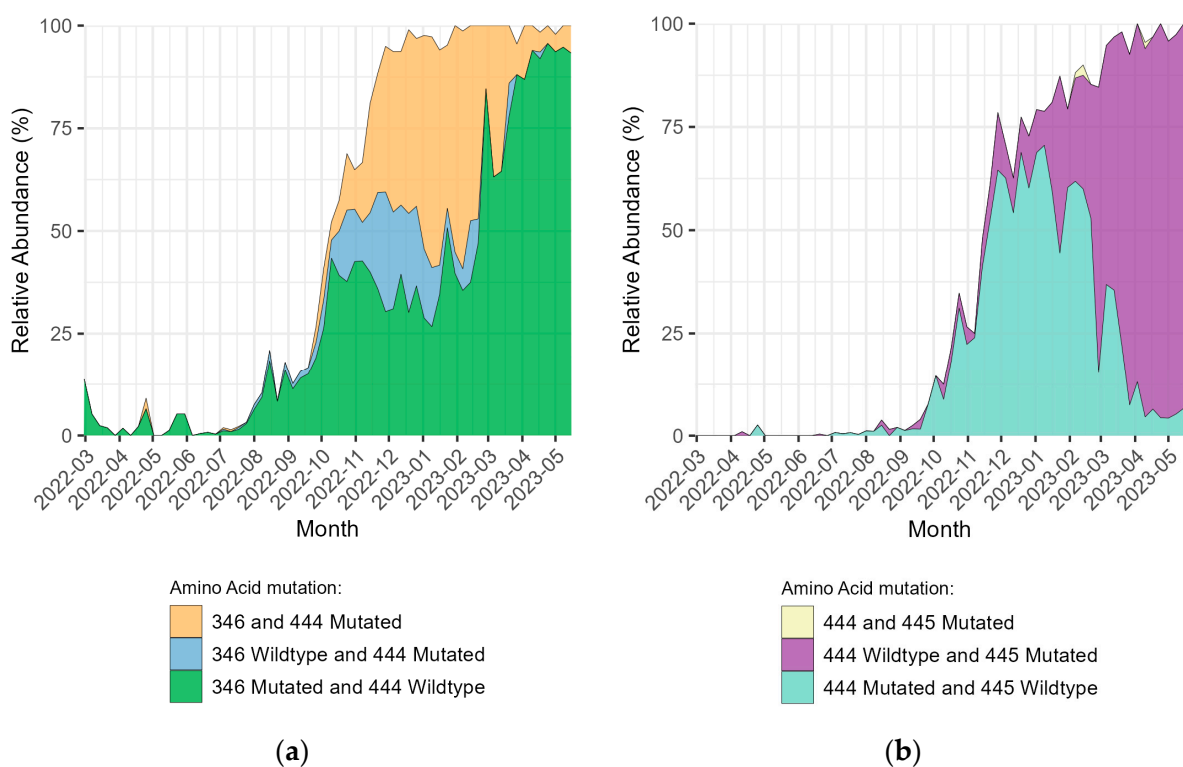 100
75
50
25
0
Relative Abundance (%)
2022-03
2022-04
2022-05
2022-06
2022-07
2022-08
2022-09
2022-10
2022-11
2022-12
2023-01
2023-02
2023-03
2023-04
2023-05
Month
Amino Acid mutation:
346 and 444 Mutated
346 Wildtype and 444 Mutated
346 Mutated and 444 Wildtype
(a)
100
75
50
25
0
Relative Abundance (%)
2022-03
2022-04
2022-05
2022-06
2022-07
2022-08
2022-09
2022-10
2022-11
2022-12
2023-01
2023-02
2023-03
2023-04
2023-05
Month
Amino Acid mutation:
444 and 445 Mutated
444 Wildtype and 445 Mutated
444 Mutated and 445 Wildtype
(b)